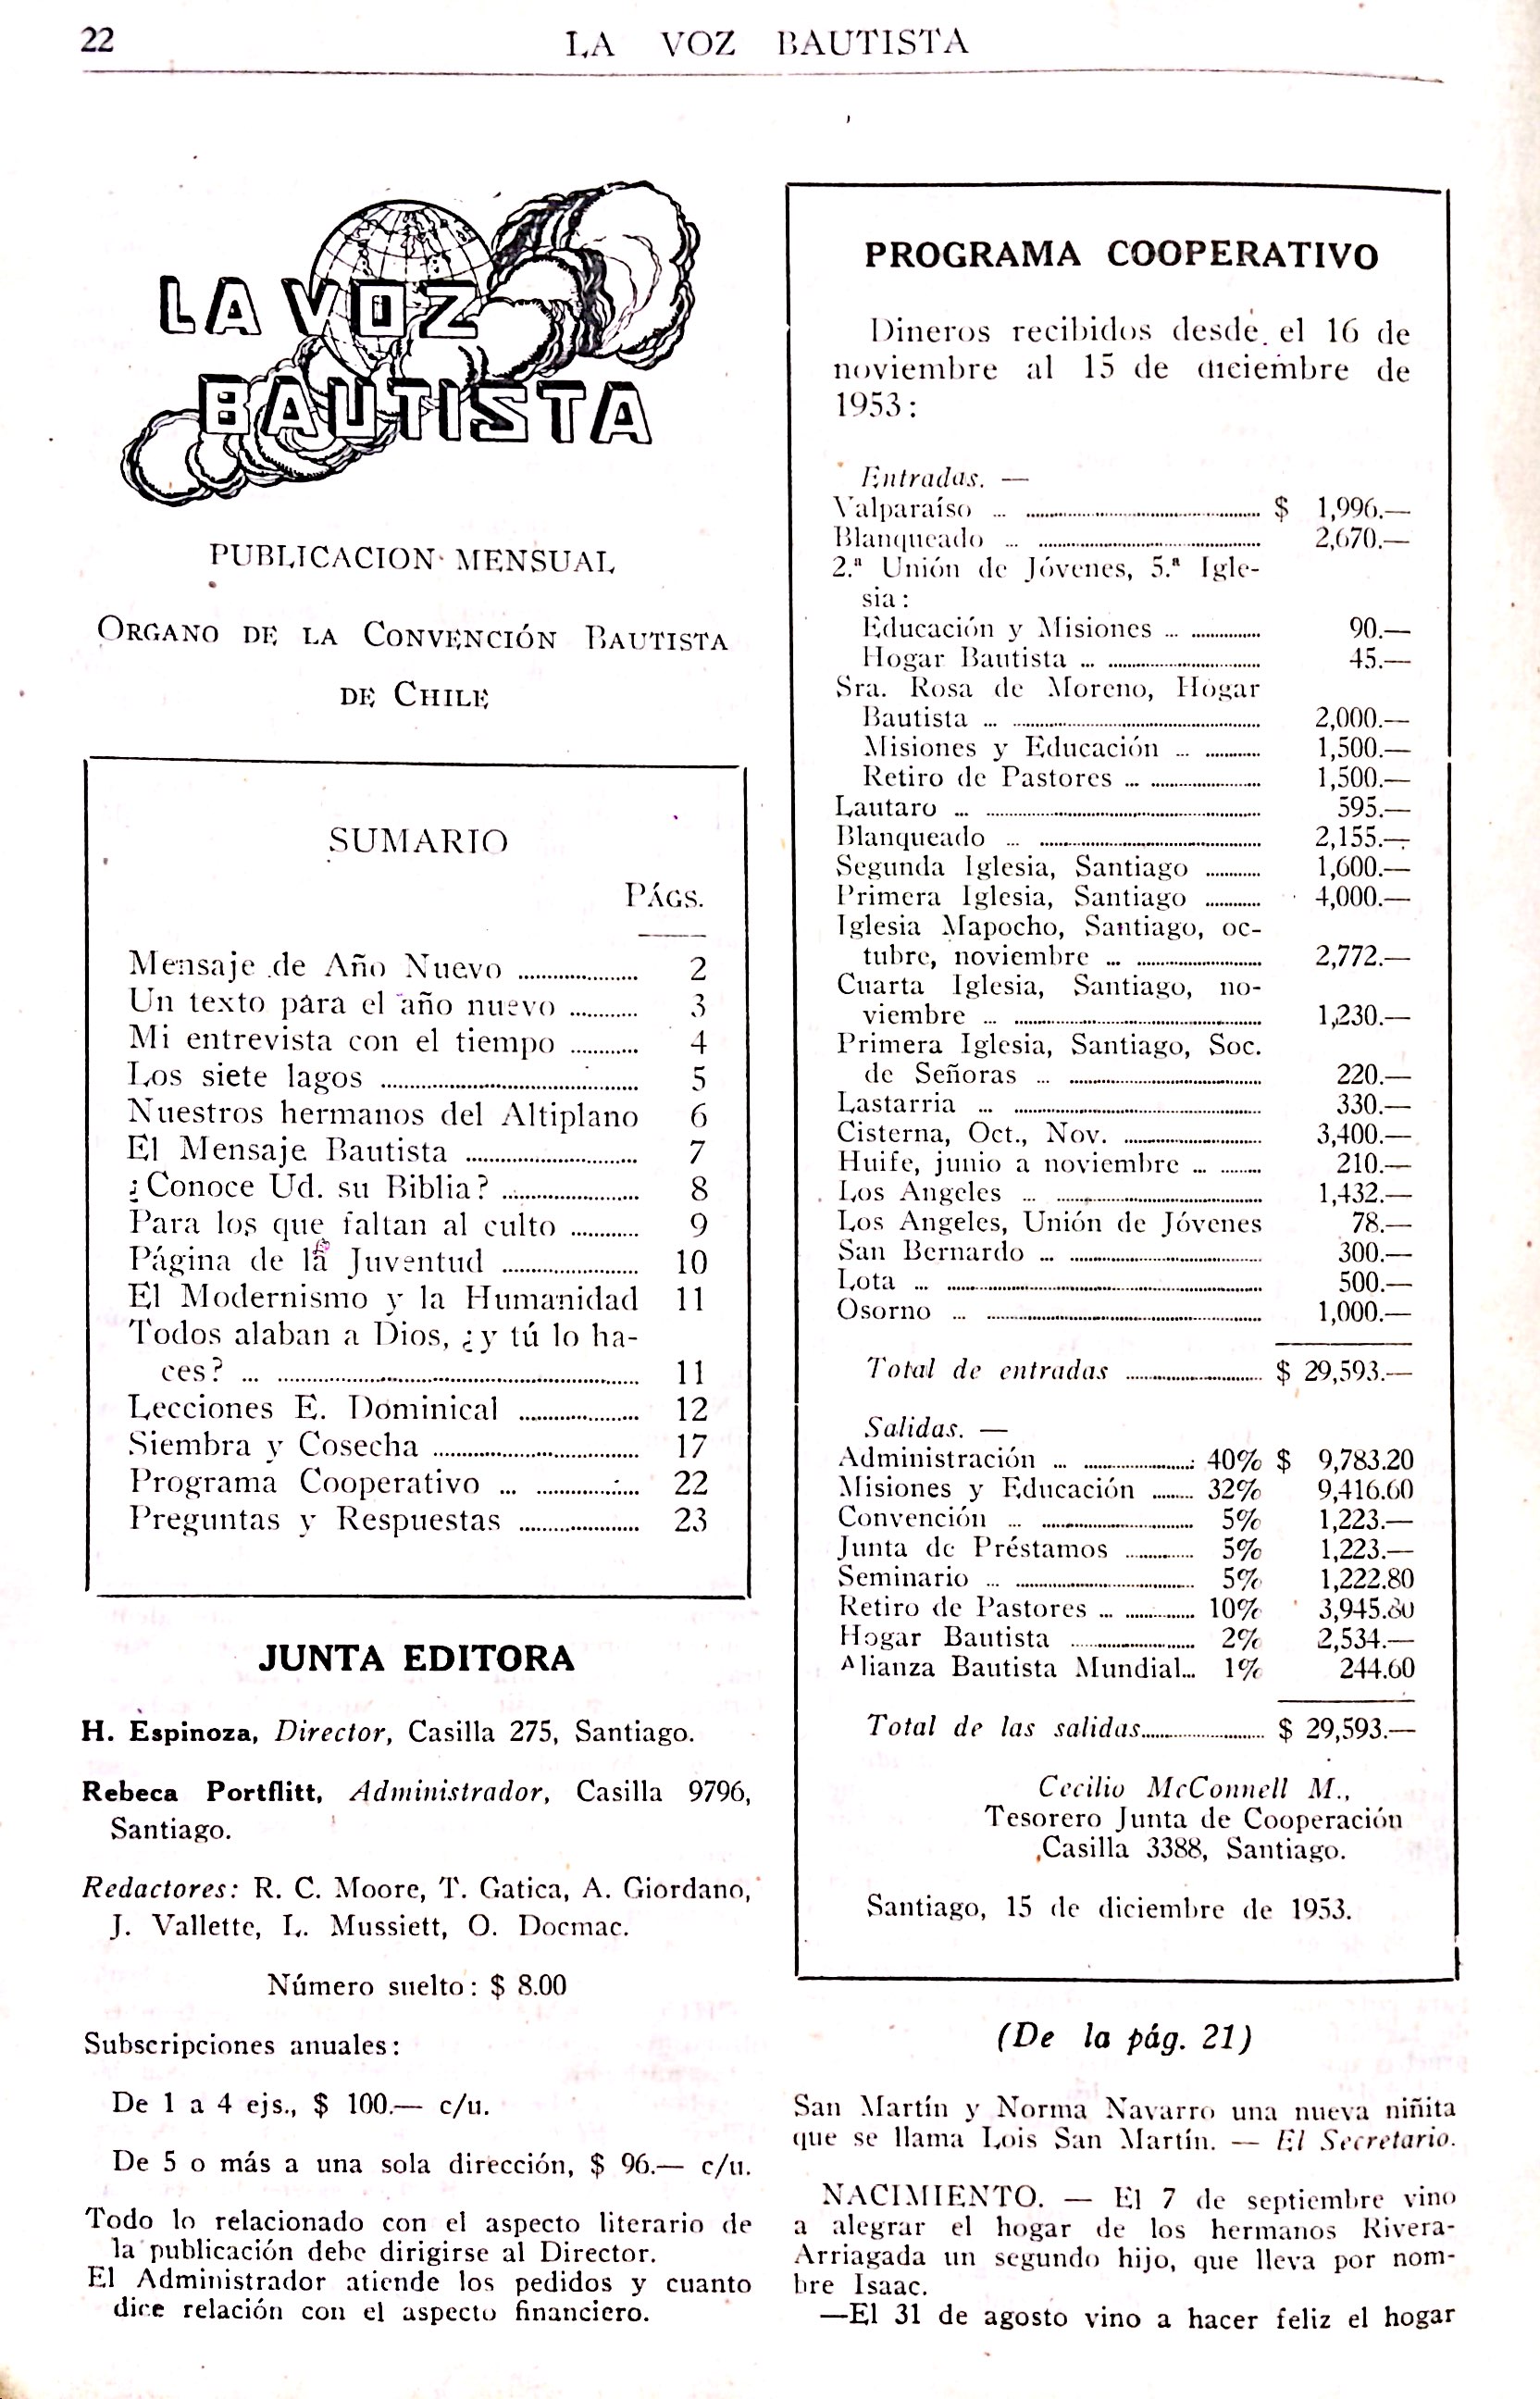 22
LA VOZ BAUTISTA
LA VOZ
BAUTISTA
PUBLICACION MENSUAL
ORGANO DE LA CONVENCIÓN BAUTISTA
DE CHILE
SUMARIO
PÁGS.
Mensaje de Año Nuevo ........ 2
Un texto para el año nuevo ........ 3
Mi entrevista con el tiempo ........ 4
Los siete lagos ........ 5
Nuestros hermanos del Altiplano 6
El Mensaje Bautista ........ 7
¿Conoce Ud. su Biblia? ........ 8
Para los que faltan al culto ........ 9
Página de la Juventud ........ 10
El Modernismo y la Humanidad 11
Todos alaban a Dios, ¿y tú lo ha-
ces? ... ........ 11
Lecciones E. Dominical ........ 12
Siembra y Cosecha ........ 17
Programa Cooperativo ... ........ 22
Preguntas y Respuestas ........ 23
JUNTA EDITORA
H. Espinoza, Director, Casilla 275, Santiago.
Rebeca Portflitt, Administrador, Casilla 9796,
Santiago.
Redactores: R. C. Moore, T. Gatica, A. Giordano,
J. Vallette, L. Mussiett, O. Docmac.
Número suelto: $ 8.00
Subscripciones anuales:
De 1 a 4 ejs., $ 100.— c/u.
De 5 o más a una sola dirección, $ 96.— c/u.
Todo lo relacionado con el aspecto literario de
la publicación debe dirigirse al Director.
El Administrador atiende los pedidos y cuanto
dice relación con el aspecto financiero.
PROGRAMA COOPERATIVO
Dineros recibidos desde el 16 de
noviembre al 15 de diciembre de
1953:
Entradas. —
Valparaíso ... ........ $ 1,996.—
Blanqueado ... ........ 2,670.—
2.ª Unión de Jóvenes, 5.ª Igle-
sia:
Educación y Misiones ... ........ 90.—
Hogar Bautista ... ........ 45.—
Sra. Rosa de Moreno, Hogar
Bautista ... ........ 2,000.—
Misiones y Educación ... ........ 1,500.—
Retiro de Pastores ... ........ 1,500.—
Lautaro ... ........ 595.—
Blanqueado ... ........ 2,155.—
Segunda Iglesia, Santiago ........ 1,600.—
Primera Iglesia, Santiago ........ 4,000.—
Iglesia Mapocho, Santiago, oc-
tubre, noviembre ... ........ 2,772.—
Cuarta Iglesia, Santiago, no-
viembre ... ........ 1,230.—
Primera Iglesia, Santiago, Soc.
de Señoras ... ........ 220.—
Lastarria ... ........ 330.—
Cisterna, Oct., Nov. ........ 3,400.—
Huife, junio a noviembre ... ........ 210.—
Los Angeles ... ........ 1,432.—
Los Angeles, Unión de Jóvenes 78.—
San Bernardo ... ........ 300.—
Lota ... ........ 500.—
Osorno ... ........ 1,000.—
Total de entradas ........ $ 29,593.—
Salidas. —
Administración ... ........ 40% $ 9,783.20
Misiones y Educación ........ 32% 9,416.60
Convención ... ........ 5% 1,223.—
Junta de Préstamos ........ 5% 1,223.—
Seminario ... ........ 5% 1,222.80
Retiro de Pastores ... ........ 10% 3,945.80
Hogar Bautista ........ 2% 2,534.—
Alianza Bautista Mundial... 1% 244.60
Total de las salidas........ $ 29,593.—
Cecilio McConnell M.,
Tesorero Junta de Cooperación
Casilla 3388, Santiago.
Santiago, 15 de diciembre de 1953.
(De la pág. 21)
San Martín y Norma Navarro una nueva niñita
que se llama Lois San Martín. — El Secretario.
NACIMIENTO. — El 7 de septiembre vino
a alegrar el hogar de los hermanos Rivera-
Arriagada un segundo hijo, que lleva por nom-
bre Isaac.
—El 31 de agosto vino a hacer feliz el hogar